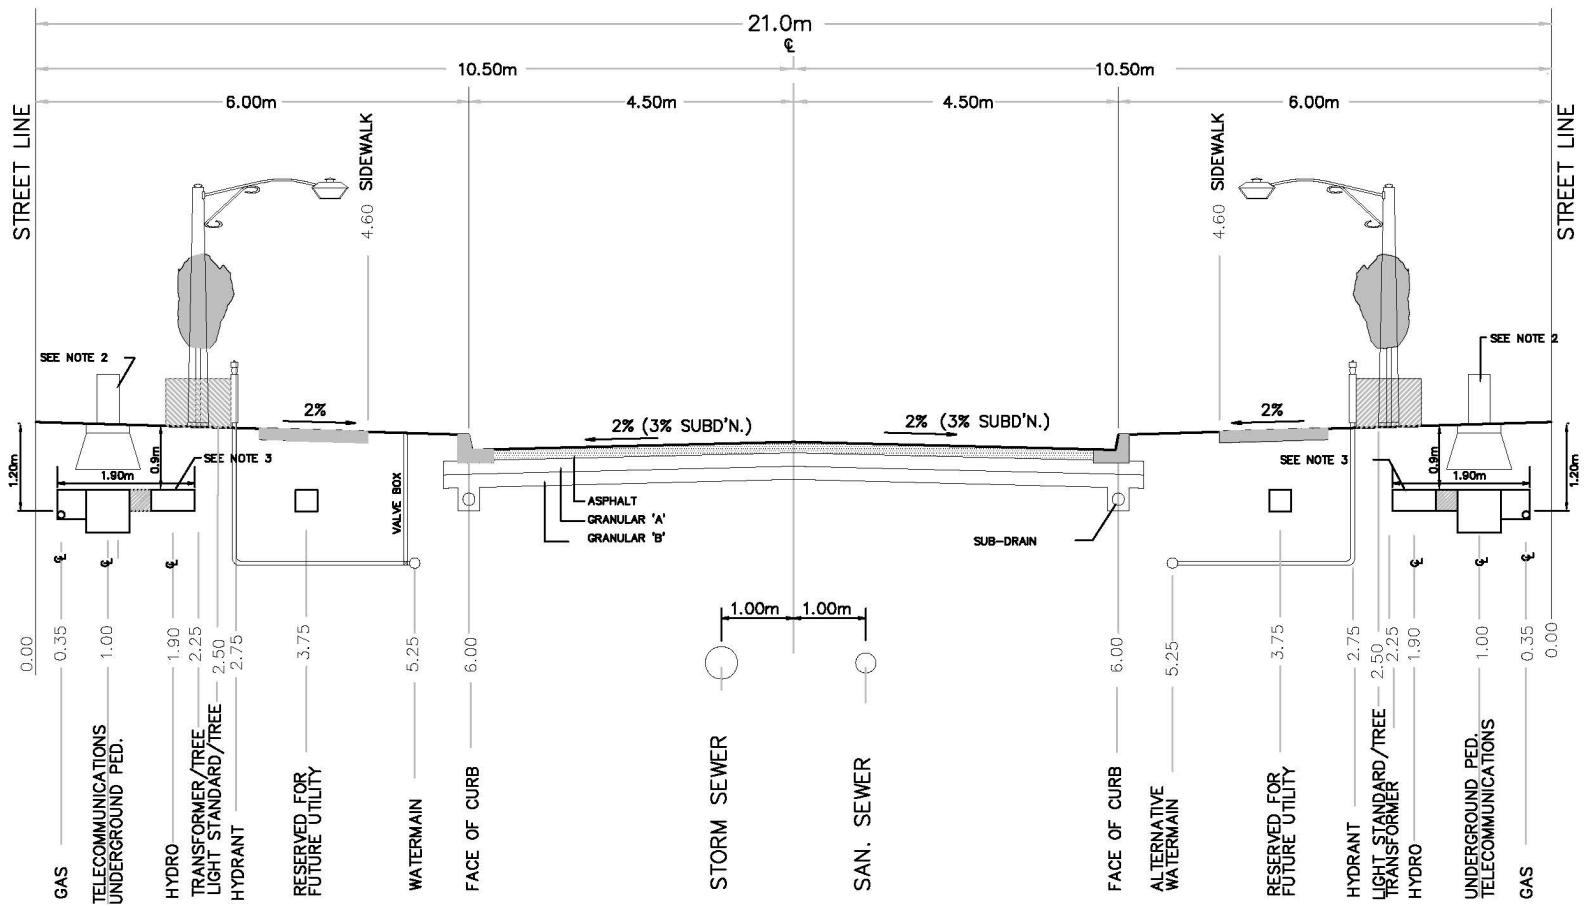 21.0m
℄
10.50m
10.50m
6.00m
4.50m
4.50m
6.00m
STREET LINE
4.60 SIDEWALK
4.60 SIDEWALK
STREET LINE
SEE NOTE 2
SEE NOTE 2
2%
2% (3% SUBD'N.)
2% (3% SUBD'N.)
2%
1.20m
1.90m
0.9m
SEE NOTE 3
VALVE BOX
ASPHALT
GRANULAR 'A'
GRANULAR 'B'
SUB-DRAIN
SEE NOTE 3
0.9m
1.90m
1.20m
℄
℄
℄
℄
℄
℄
1.00m
1.00m
0.00
0.35
1.00
1.90
2.25
2.50
2.75
3.75
5.25
6.00
6.00
5.25
3.75
2.75
2.50
2.25
1.90
1.00
0.35
0.00
GAS
TELECOMMUNICATIONS
UNDERGROUND PED.
HYDRO
TRANSFORMER/TREE
LIGHT STANDARD/TREE
HYDRANT
RESERVED FOR
FUTURE UTILITY
WATERMAIN
FACE OF CURB
STORM SEWER
SAN. SEWER
FACE OF CURB
ALTERNATIVE
WATERMAIN
RESERVED FOR
FUTURE UTILITY
HYDRANT
LIGHT STANDARD/TREE
TRANSFORMER
HYDRO
UNDERGROUND PED.
TELECOMMUNICATIONS
GAS